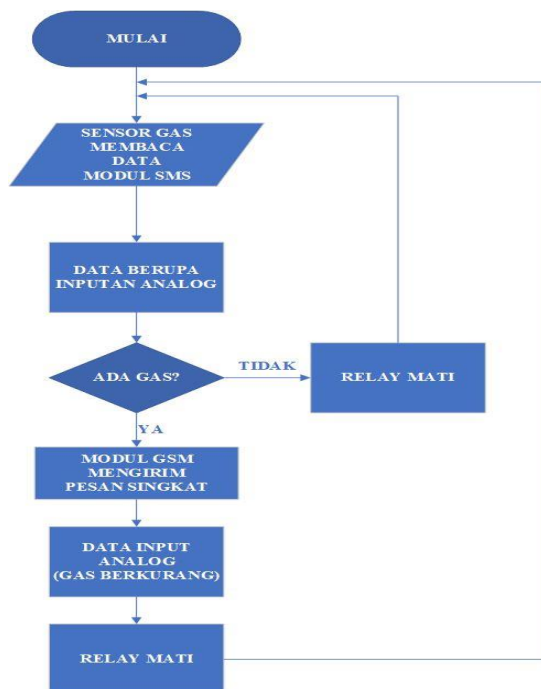 MULAI
SENSOR GAS
MEMBACA
DATA
MODUL SMS
DATA BERUPA
INPUTAN ANALOG
ADA GAS?
TIDAK
RELAY MATI
YA
MODUL GSM
MENGIRIM
PESAN SINGKAT
DATA INPUT
ANALOG
(GAS BERKURANG)
RELAY MATI